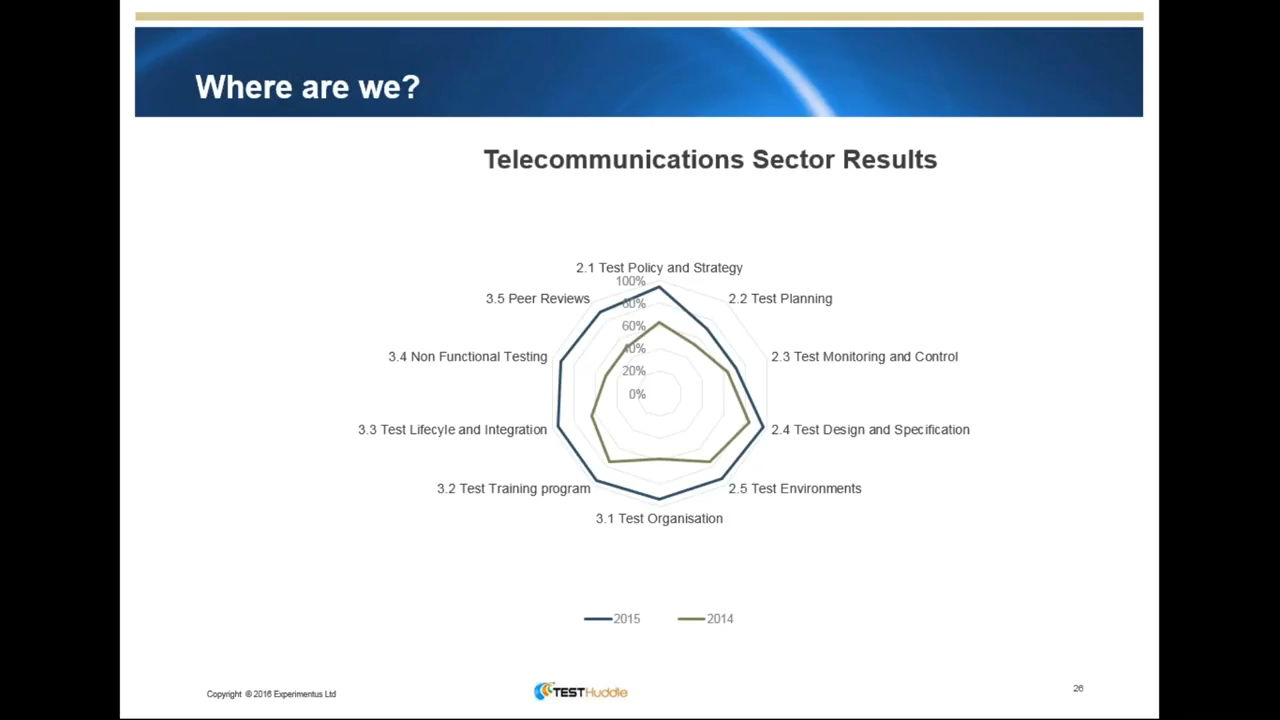 Where are we?
Telecommunications Sector Results
2.1 Test Policy and Strategy
100%
3.5 Peer Reviews
80%
2.2 Test Planning
60%
40%
3.4 Non Functional Testing
2.3 Test Monitoring and Control
20%
0%
3.3 Test Lifecyle and Integration
2.4 Test Design and Specification
3.2 Test Training program
2.5 Test Environments
3.1 Test Organisation
2015
2014
Copyright ® 2016 Experimentus Ltd
TESTHuddle
26